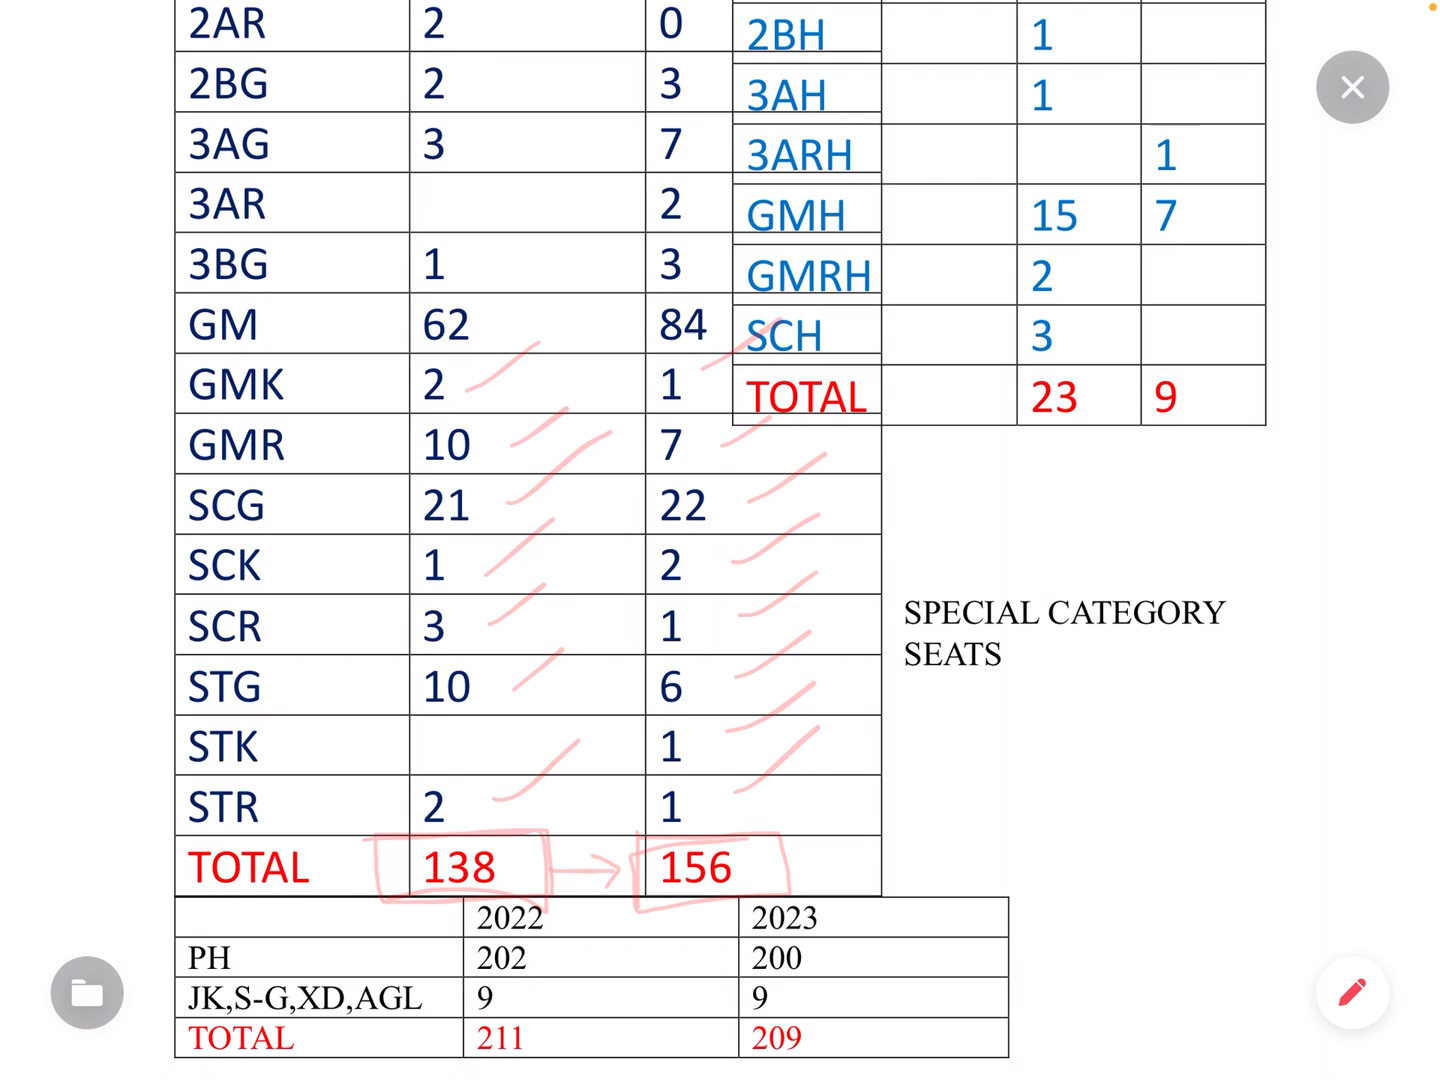 2AR 2 0
2BG 2 3
3AG 3 7
3AR 2
3BG 1 3
GM 62 84
GMK 2 1
GMR 10 7
SCG 21 22
SCK 1 2
SCR 3 1
STG 10 6
STK 1
STR 2 1
TOTAL 138 156
2BH 1
3AH 1
3ARH 1
GMH 15 7
GMRH 2
SCH 3
TOTAL 23 9
SPECIAL CATEGORY
SEATS
2022 2023
PH 202 200
JK,S-G,XD,AGL 9 9
TOTAL 211 209